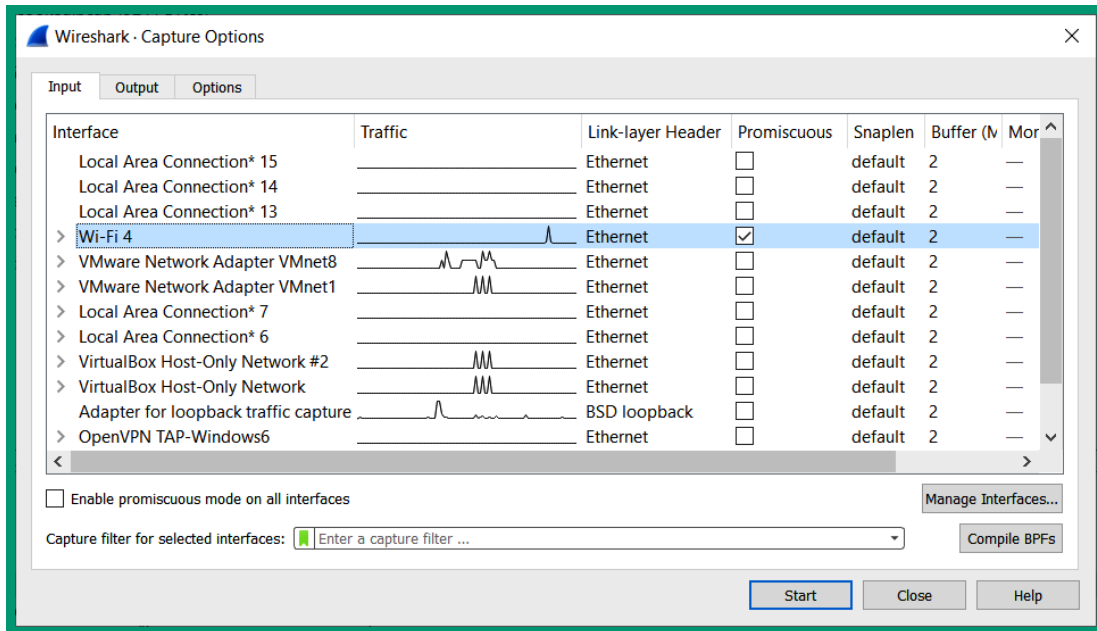 Wireshark · Capture Options
Input Output Options
Interface Traffic Link-layer Header Promiscuous Snaplen Buffer (M Mor
Local Area Connection* 15 Ethernet default 2 —
Local Area Connection* 14 Ethernet default 2 —
Local Area Connection* 13 Ethernet default 2 —
Wi-Fi 4 Ethernet default 2 —
VMware Network Adapter VMnet8 Ethernet default 2 —
VMware Network Adapter VMnet1 Ethernet default 2 —
Local Area Connection* 7 Ethernet default 2 —
Local Area Connection* 6 Ethernet default 2 —
VirtualBox Host-Only Network #2 Ethernet default 2 —
VirtualBox Host-Only Network Ethernet default 2 —
Adapter for loopback traffic capture BSD loopback default 2 —
OpenVPN TAP-Windows6 Ethernet default 2 —
Enable promiscuous mode on all interfaces Manage Interfaces...
Capture filter for selected interfaces: Enter a capture filter ... Compile BPFs
Start Close Help